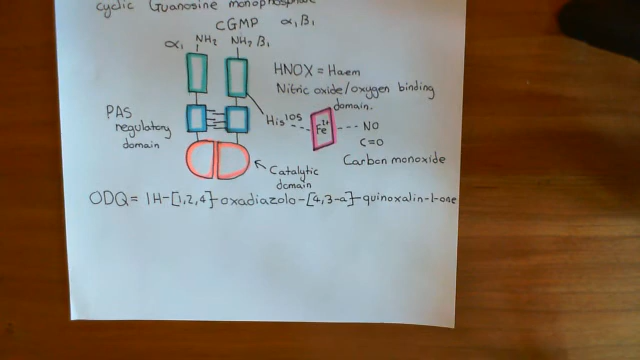 cyclic Guanosine monophosphate
cGMP α₁β₁
α₁ NH₂ NH₂ β₁
HNOX = Haem
Nitric oxide/oxygen binding
domain.
PAS
regulatory
domain
His¹⁰⁵
Fe²⁺
NO
C=O
Carbon monoxide
Catalytic
domain
ODQ = 1H-[1,2,4]-oxadiazolo-[4,3-a]-quinoxalin-1-one